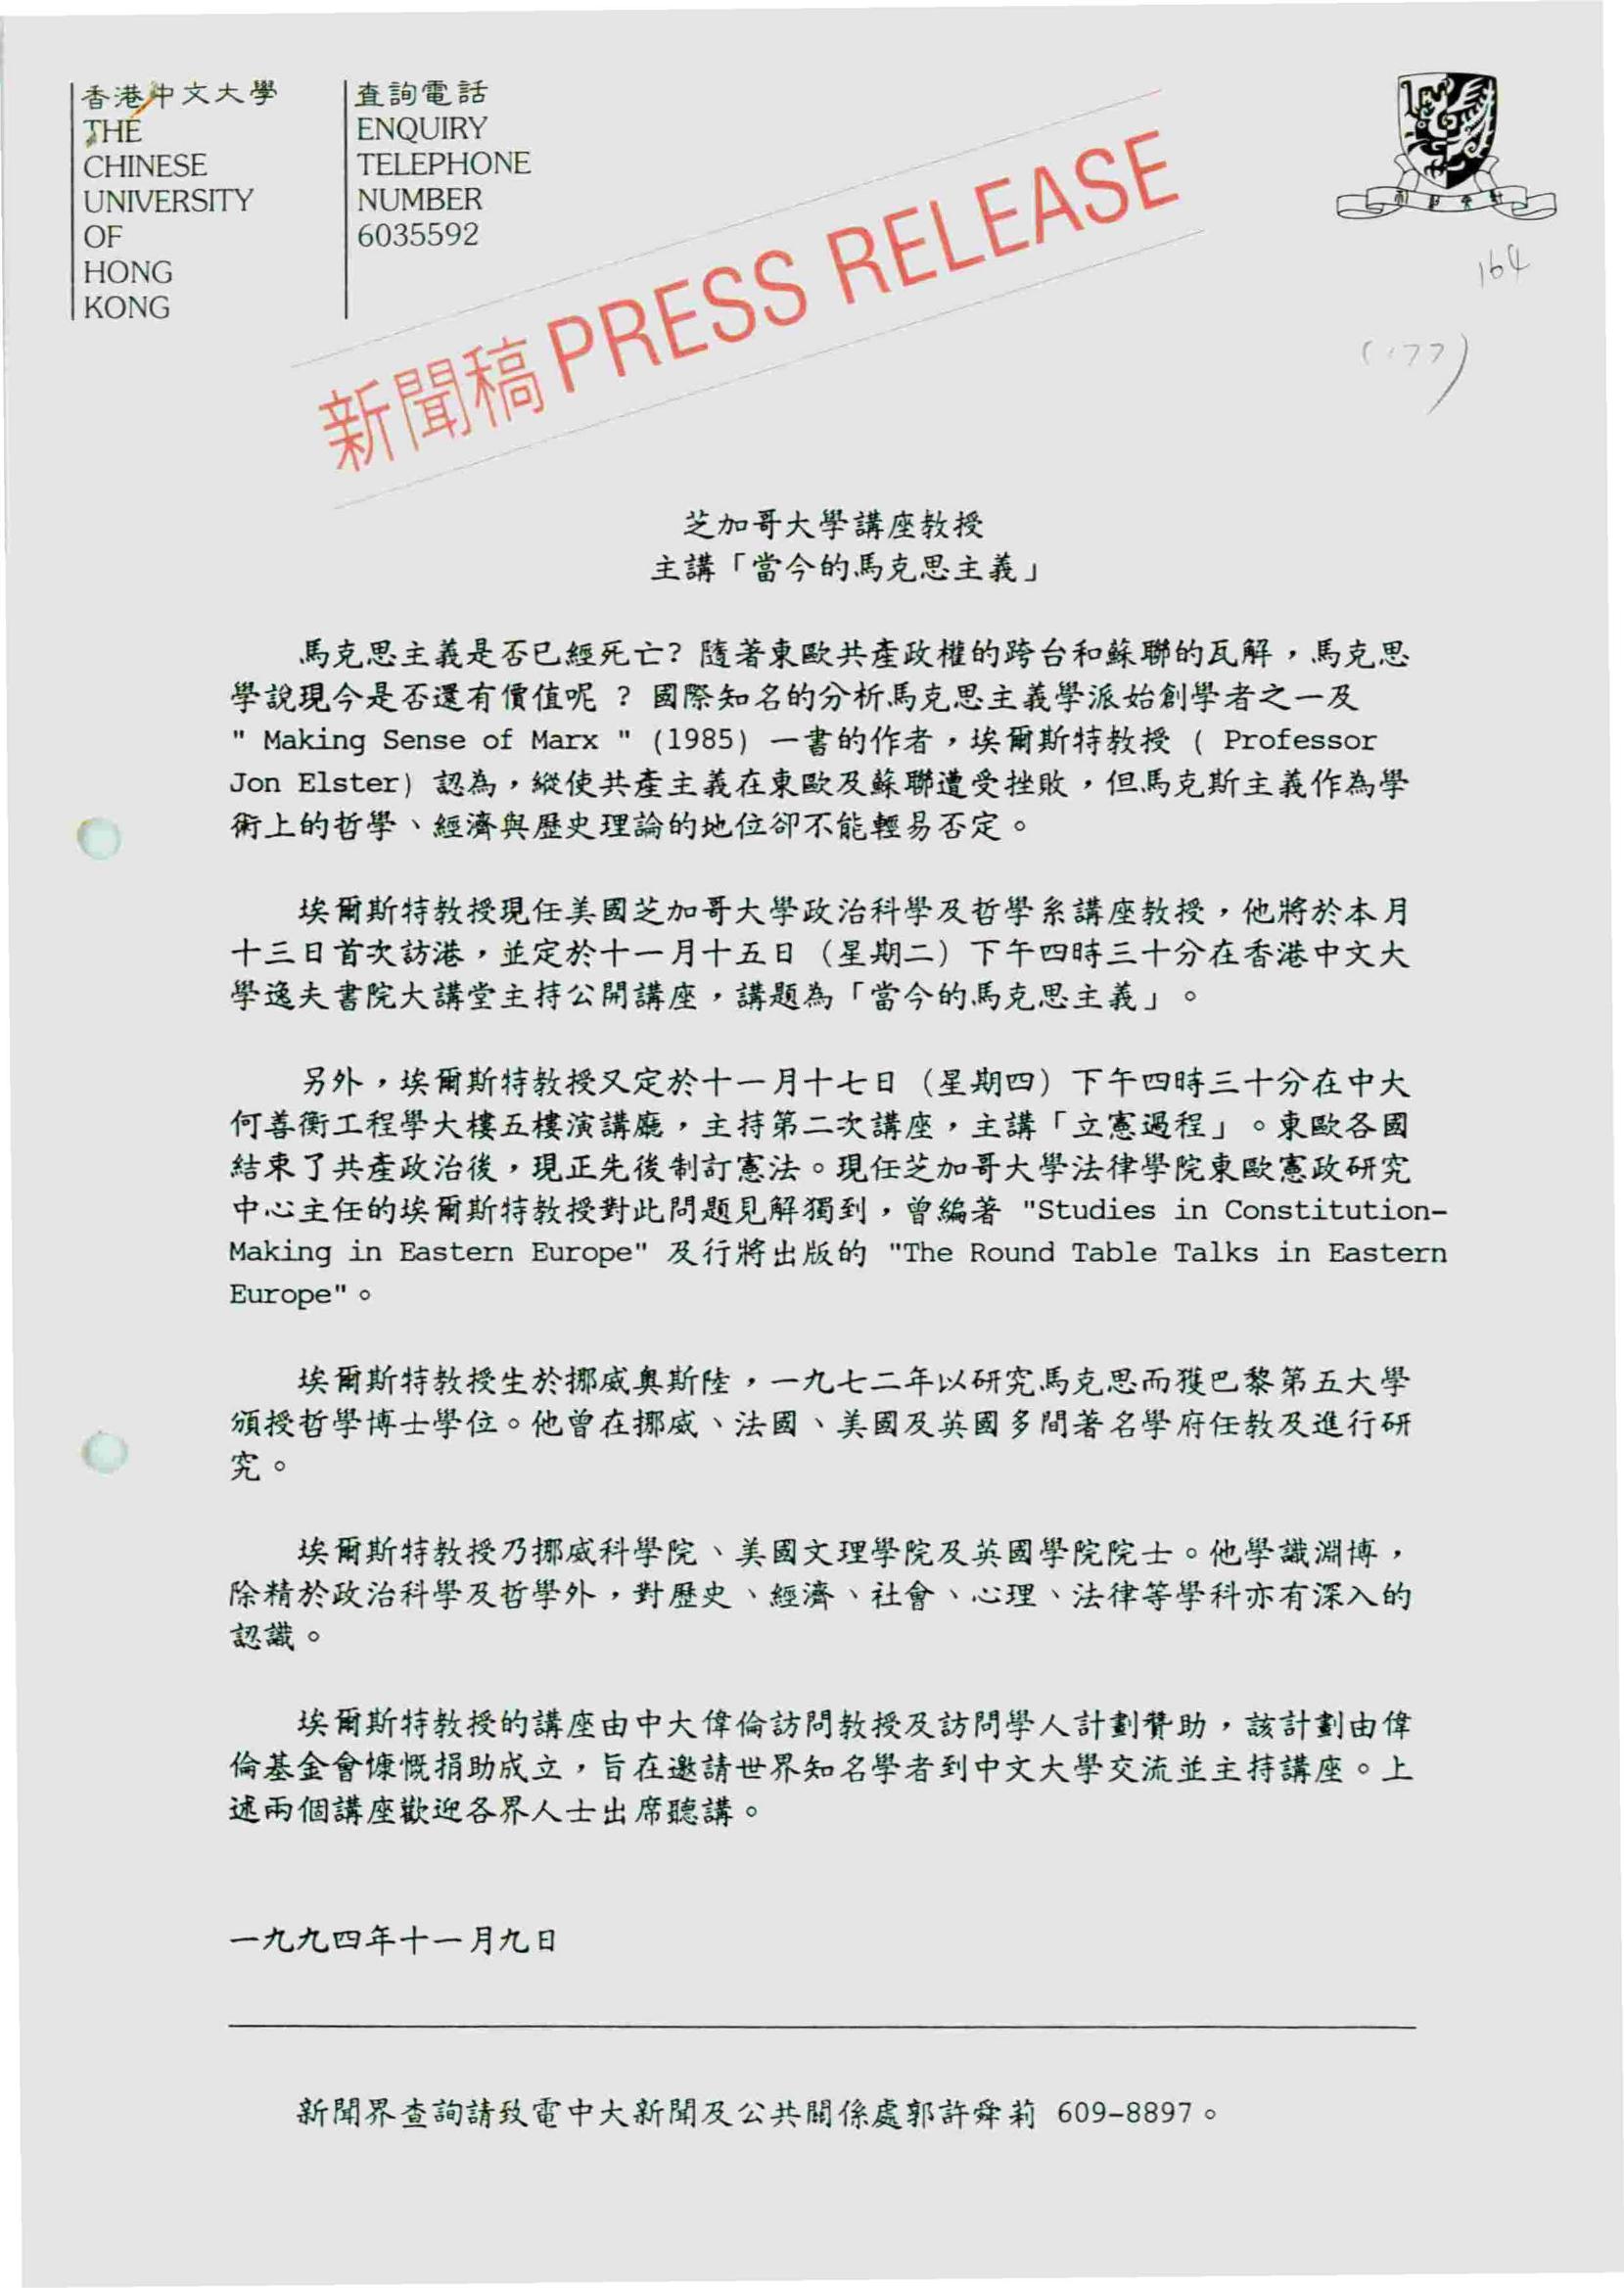 香港中文大學
THE
CHINESE
UNIVERSITY
OF
HONG
KONG
查詢電話
ENQUIRY
TELEPHONE
NUMBER
6035592
新聞稿 PRESS RELEASE
164
芝加哥大學講座教授
主講「當今的馬克思主義」
馬克思主義是否已經死亡? 隨著東歐共產政權的跨台和蘇聯的瓦解，馬克思
學說現今是否還有價值呢 ? 國際知名的分析馬克思主義學派始創學者之一及
" Making Sense of Marx " (1985) 一書的作者，埃爾斯特教授 ( Professor
Jon Elster) 認為，縱使共產主義在東歐及蘇聯遭受挫敗，但馬克斯主義作為學
術上的哲學、經濟與歷史理論的地位卻不能輕易否定。
埃爾斯特教授現任美國芝加哥大學政治科學及哲學系講座教授，他將於本月
十三日首次訪港，並定於十一月十五日 (星期二) 下午四時三十分在香港中文大
學逸夫書院大講堂主持公開講座，講題為「當今的馬克思主義」。
另外，埃爾斯特教授又定於十一月十七日 (星期四) 下午四時三十分在中大
何善衡工程學大樓五樓演講廳，主持第二次講座，主講「立憲過程」。東歐各國
結束了共產政治後，現正先後制訂憲法。現任芝加哥大學法律學院東歐憲政研究
中心主任的埃爾斯特教授對此問題見解獨到，曾編著 "Studies in Constitution-
Making in Eastern Europe" 及行將出版的 "The Round Table Talks in Eastern
Europe"。
埃爾斯特教授生於挪威奧斯陸，一九七二年以研究馬克思而獲巴黎第五大學
頒授哲學博士學位。他曾在挪威、法國、美國及英國多間著名學府任教及進行研
究。
埃爾斯特教授乃挪威科學院、美國文理學院及英國學院院士。他學識淵博，
除精於政治科學及哲學外，對歷史、經濟、社會、心理、法律等學科亦有深入的
認識。
埃爾斯特教授的講座由中大偉倫訪問教授及訪問學人計劃贊助，該計劃由偉
倫基金會慷慨捐助成立，旨在邀請世界知名學者到中文大學交流並主持講座。上
述兩個講座歡迎各界人士出席聽講。
一九九四年十一月九日
新聞界查詢請致電中大新聞及公共關係處郭許舜莉 609-8897。